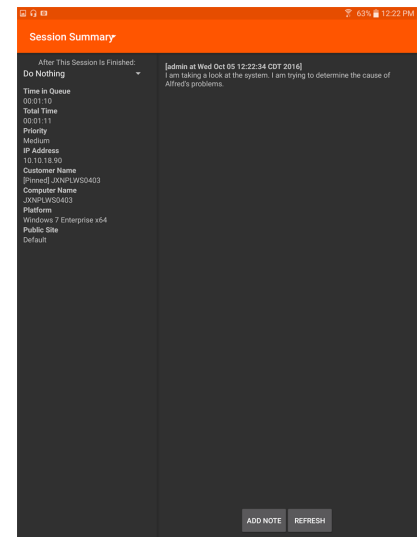 63% 12:22 PM
Session Summary
After This Session Is Finished:
Do Nothing
Time in Queue
00:01:10
Total Time
00:01:11
Priority
Medium
IP Address
10.10.18.90
Customer Name
[Pinned] JXNPLWS0403
Computer Name
JXNPLWS0403
Platform
Windows 7 Enterprise x64
Public Site
Default
[admin at Wed Oct 05 12:22:34 CDT 2016]
I am taking a look at the system. I am trying to determine the cause of
Alfred's problems.
ADD NOTE REFRESH